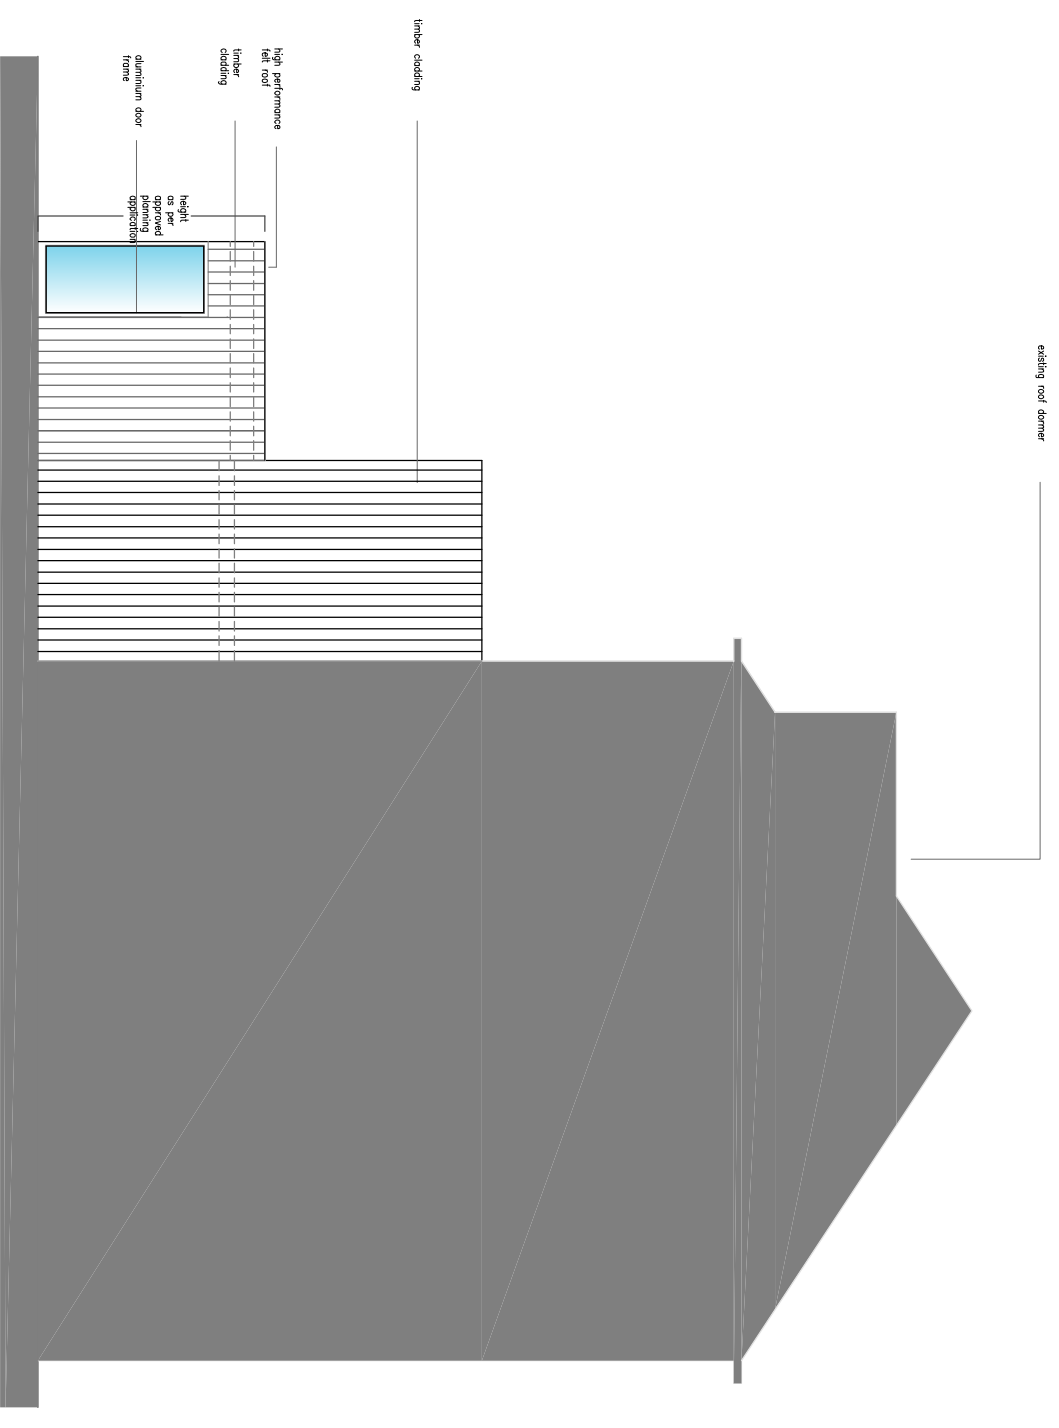 timber cladding
high performance
felt roof
timber
cladding
aluminium door
frame
height
as per
approved
planning
application
existing roof dormer